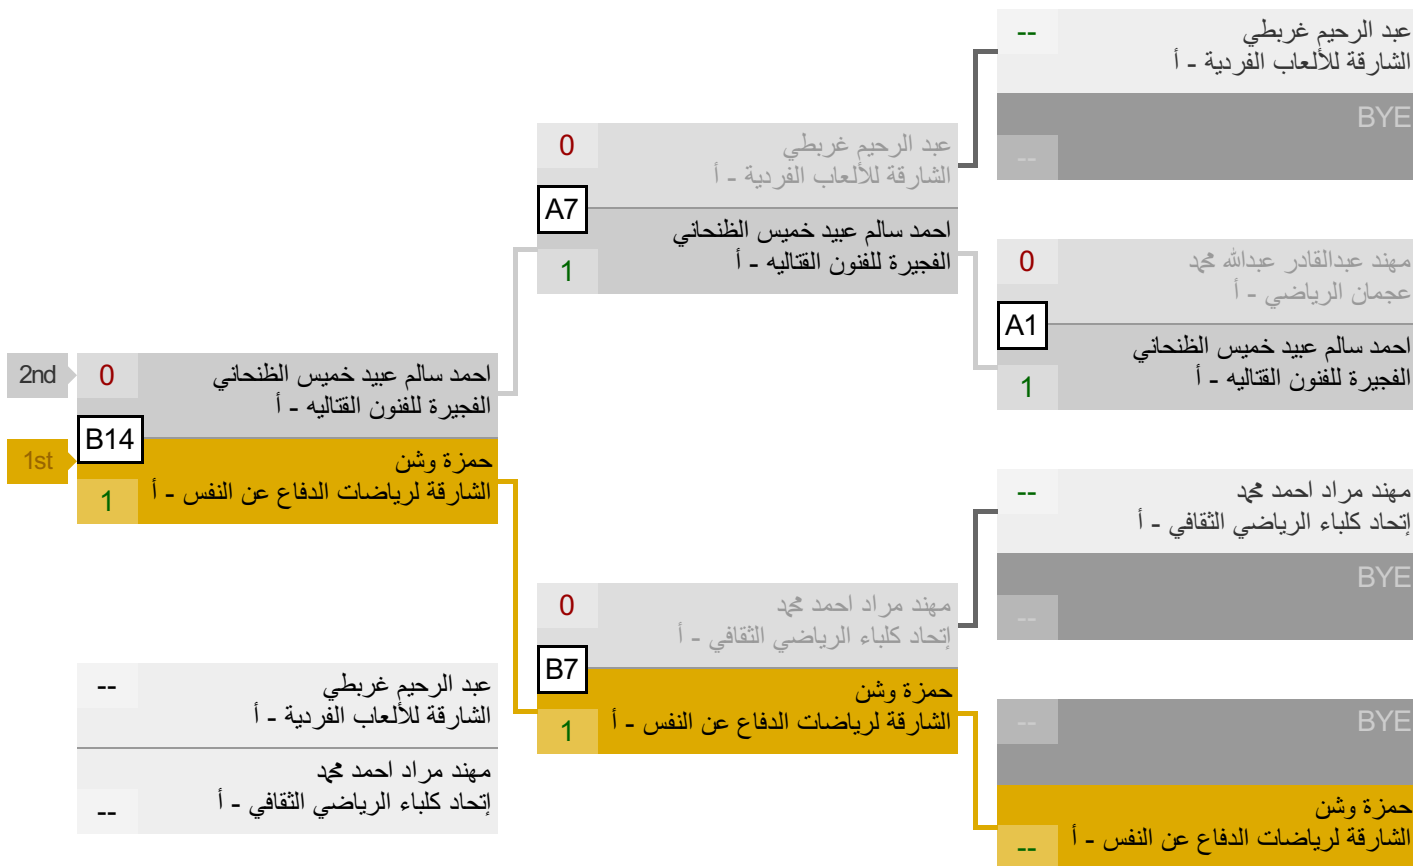 --
عبد الرحيم غربطي
الشارقة للألعاب الفردية - أ
BYE
--
0
عبد الرحيم غربطي
الشارقة للألعاب الفردية - أ
A7
احمد سالم عبيد خميس الظنحاني
الفجيرة للفنون القتاليه - أ
1
0
مهند عبدالقادر عبدالله محمد
عجمان الرياضي - أ
A1
احمد سالم عبيد خميس الظنحاني
الفجيرة للفنون القتاليه - أ
1
2nd
0
احمد سالم عبيد خميس الظنحاني
الفجيرة للفنون القتاليه - أ
B14
1st
حمزة وشن
الشارقة لرياضات الدفاع عن النفس - أ
1
--
مهند مراد احمد محمد
إتحاد كلباء الرياضي الثقافي - أ
BYE
--
0
مهند مراد احمد محمد
إتحاد كلباء الرياضي الثقافي - أ
B7
حمزة وشن
الشارقة لرياضات الدفاع عن النفس - أ
1
--
عبد الرحيم غربطي
الشارقة للألعاب الفردية - أ
مهند مراد احمد محمد
إتحاد كلباء الرياضي الثقافي - أ
--
--
BYE
حمزة وشن
الشارقة لرياضات الدفاع عن النفس - أ
--